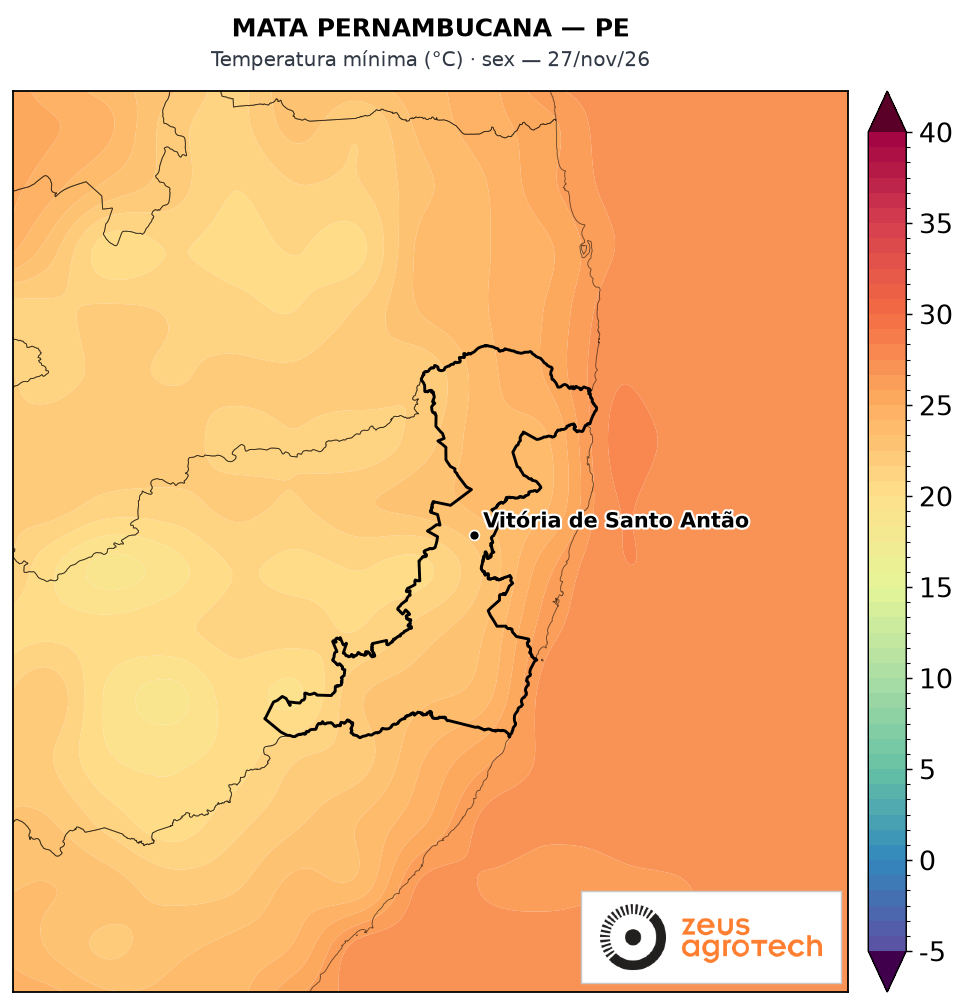 MATA PERNAMBUCANA — PE
Temperatura mínima (°C) · sex — 27/nov/26
40
35
30
25
20
15
10
5
0
-5
Vitória de Santo Antão
zeus
agrotech